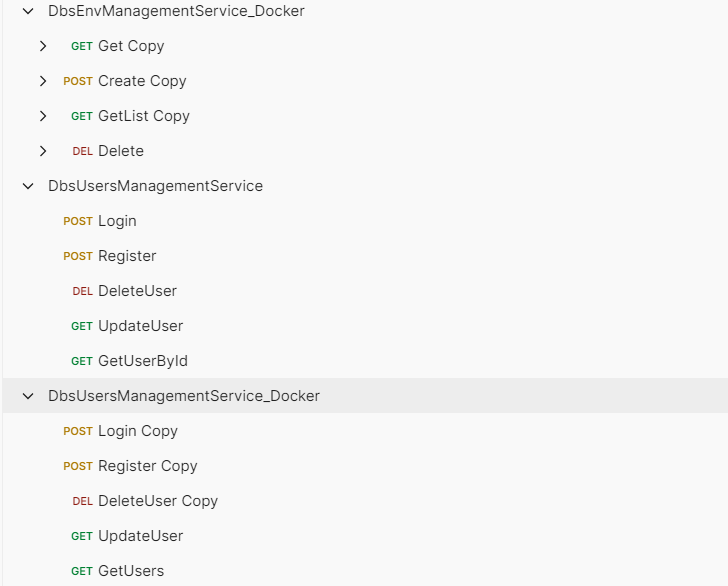 DbsEnvManagementService_Docker
GET Get Copy
POST Create Copy
GET GetList Copy
DEL Delete
DbsUsersManagementService
POST Login
POST Register
DEL DeleteUser
GET UpdateUser
GET GetUserById
DbsUsersManagementService_Docker
POST Login Copy
POST Register Copy
DEL DeleteUser Copy
GET UpdateUser
GET GetUsers